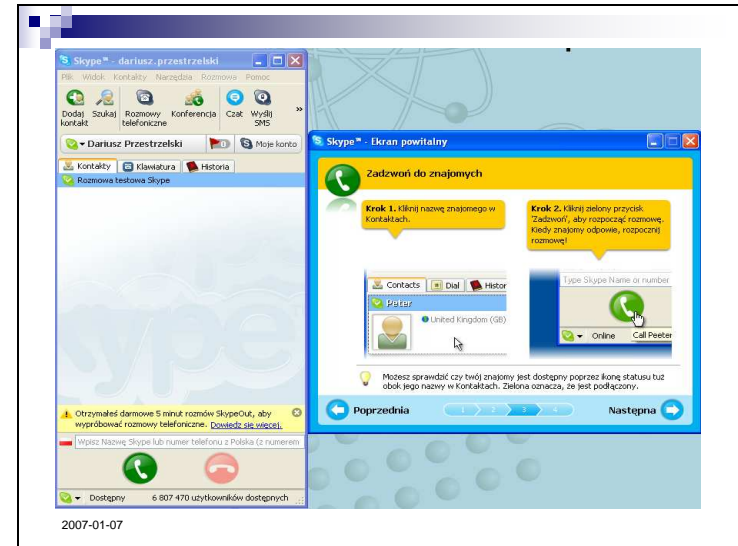 Skype™ - dariusz.przestrzelski
Plik Widok Kontakty Narzędzia Rozmowa Pomoc
Dodaj kontakt
Szukaj
Rozmowy telefoniczne
Konferencja
Czat
Wyślij SMS
»
Dariusz Przestrzelski
Moje konto
Kontakty
Klawiatura
Historia
Rozmowa testowa Skype
Otrzymałeś darmowe 5 minut rozmów SkypeOut, aby
wypróbować rozmowy telefoniczne. Dowiedz się więcej.
Wpisz Nazwę Skype lub numer telefonu z Polska (z numerem
Dostępny
6 807 470 użytkowników dostępnych
Skype™ - Ekran powitalny
Zadzwoń do znajomych
Krok 1. Kliknij nazwę znajomego w
Kontaktach.
Krok 2. Kliknij zielony przycisk
'Zadzwoń', aby rozpocząć rozmowę.
Kiedy znajomy odpowie, rozpocznij
rozmowę!
Contacts
Dial
Histor
Peter
United Kingdom (GB)
Type Skype Name or number
Online
Call Peeter
Możesz sprawdzić czy twój znajomy jest dostępny poprzez ikonę statusu tuż
obok jego nazwy w Kontaktach. Zielona oznacza, że jest podłączony.
Poprzednia
1 2 3 4
Następna
2007-01-07